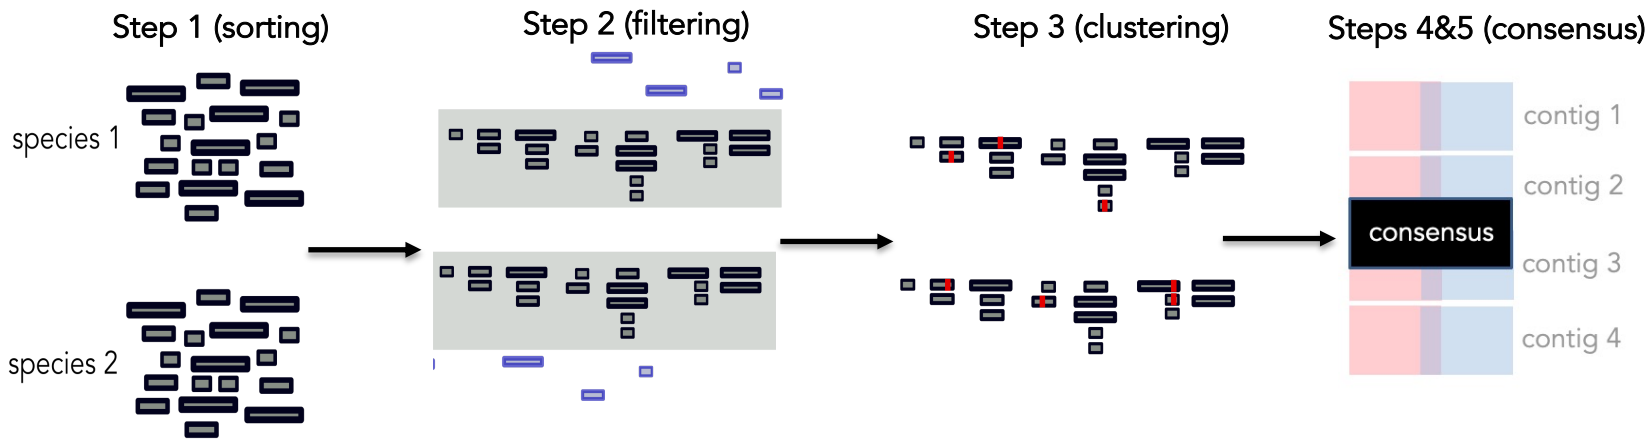 Step 1 (sorting)
Step 2 (filtering)
Step 3 (clustering)
Steps 4&5 (consensus)
species 1
species 2
contig 1
contig 2
consensus
contig 3
contig 4